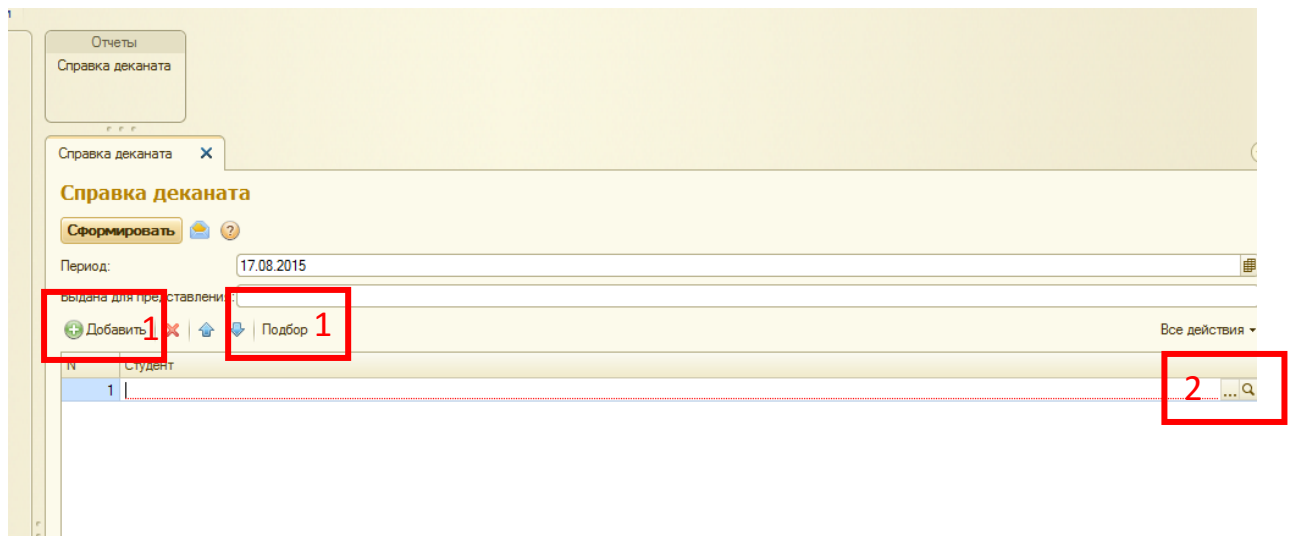 Отчеты
Справка деканата
Справка деканата
Справка деканата
Сформировать ?
Период: 17.08.2015
Выдана для представления:
Добавить 1 Подбор 1 Все действия
N Студент
1 2 ...